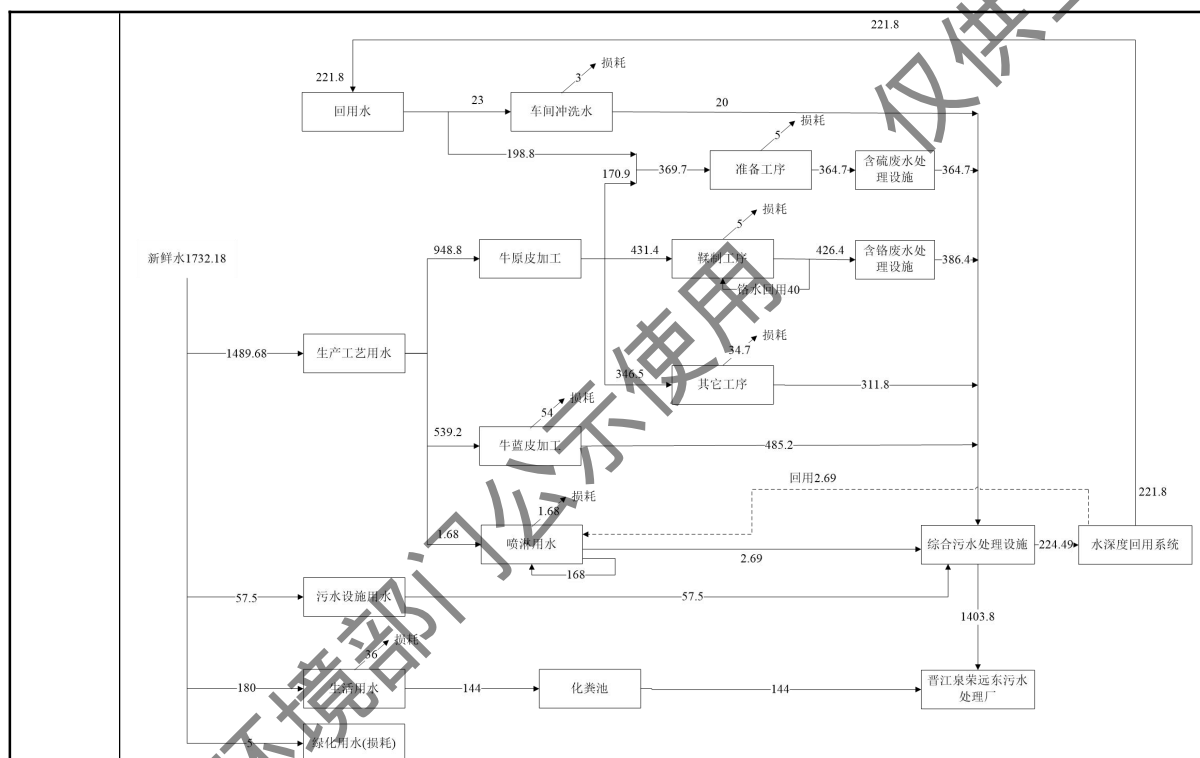 221.8
221.8
回用水
23
3
损耗
车间冲洗水
20
198.8
170.9
369.7
5
损耗
准备工序
364.7
含硫废水处
理设施
364.7
新鲜水1732.18
948.8
牛原皮加工
431.4
5
损耗
鞣制工序
426.4
铬水回用40
含铬废水处
理设施
386.4
1489.68
生产工艺用水
346.5
34.7
损耗
其它工序
311.8
539.2
54
损耗
牛蓝皮加工
485.2
回用2.69
221.8
1.68
1.68
损耗
喷淋用水
168
2.69
综合污水处理设施
224.49
水深度回用系统
57.5
污水设施用水
57.5
1403.8
180
36
损耗
生活用水
144
化粪池
144
晋江泉荣远东污水
处理厂
5
绿化用水(损耗)
仅供
环境部门公示使用